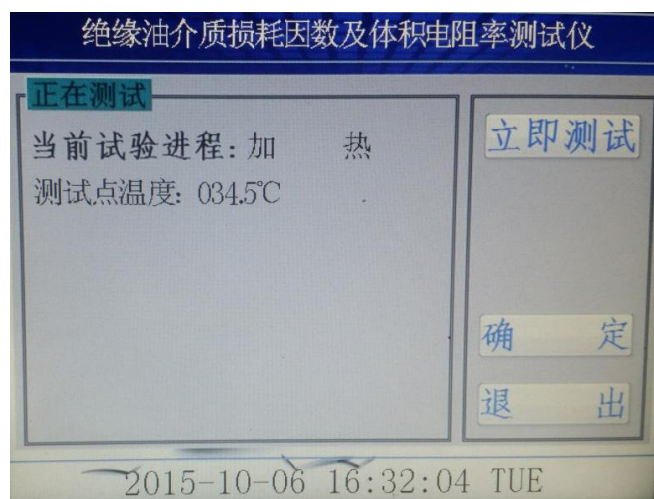 绝缘油介质损耗因数及体积电阻率测试仪
正在测试
当前试验进程: 加 热
测试点温度: 034.5℃
立即测试
确 定
退 出
2015-10-06 16:32:04 TUE